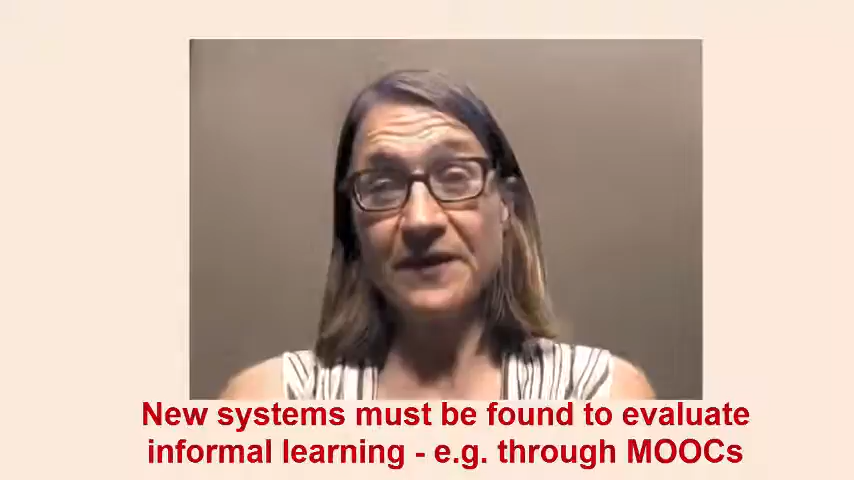 New systems must be found to evaluate
informal learning - e.g. through MOOCs